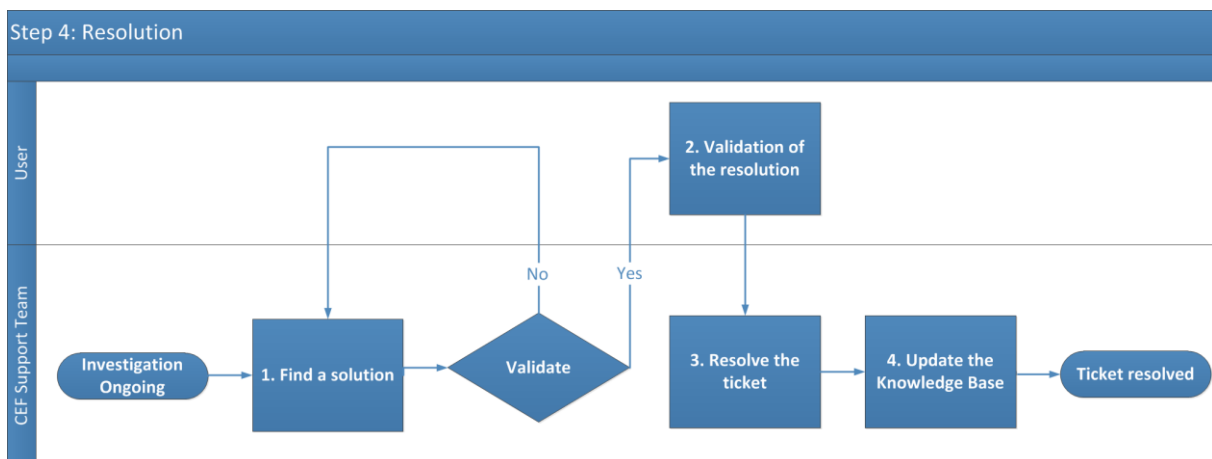 Step 4: Resolution
User
2. Validation of
the resolution
No
Yes
CEF Support Team
Investigation
Ongoing
1. Find a solution
Validate
3. Resolve the
ticket
4. Update the
Knowledge Base
Ticket resolved